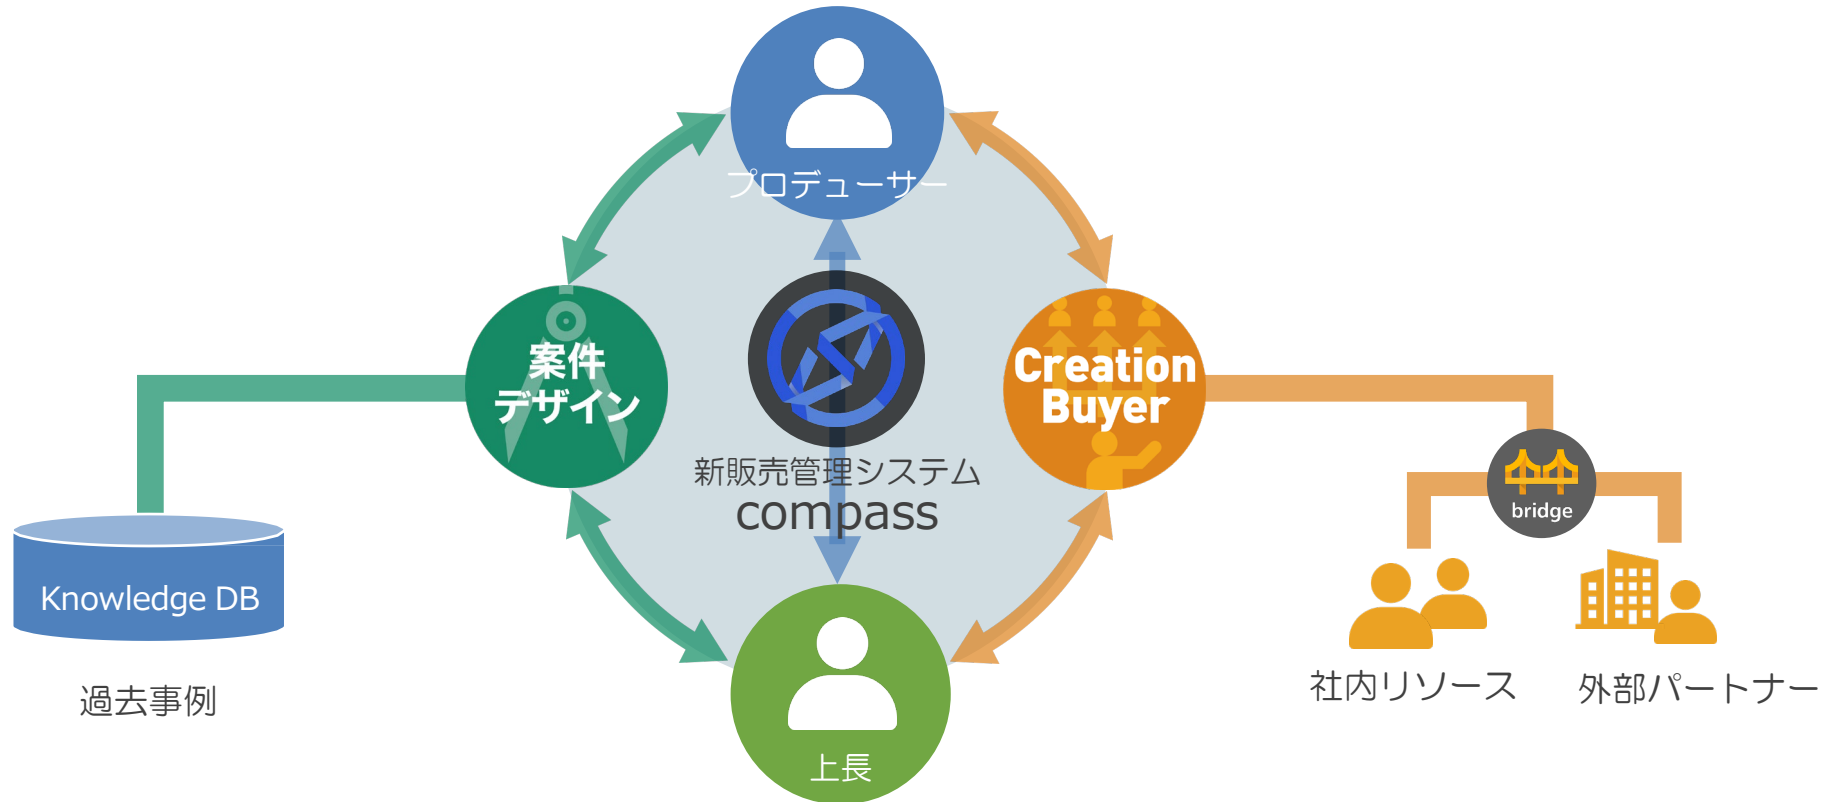 プロデューサー
案件
デザイン
新販売管理システム
compass
Creation
Buyer
bridge
Knowledge DB
過去事例
社内リソース
外部パートナー
上長